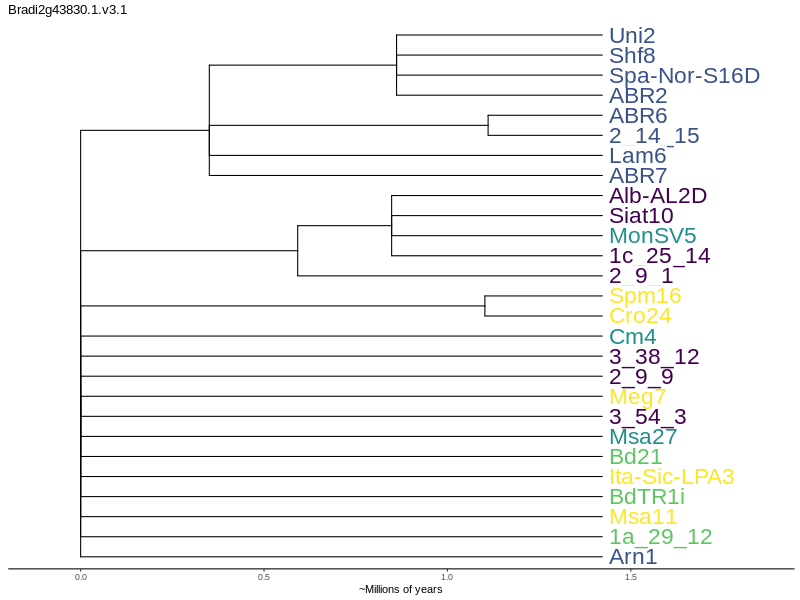 Bradi2g43830.1.v3.1
Uni2
Shf8
Spa-Nor-S16D
ABR2
ABR6
2_14_15
Lam6
ABR7
Alb-AL2D
Siat10
MonSV5
1c_25_14
2_9_1
Spm16
Cro24
Cm4
3_38_12
2_9_9
Meg7
3_54_3
Msa27
Bd21
Ita-Sic-LPA3
BdTR1i
Msa11
1a_29_12
Arn1
0.0 0.5 1.0 1.5
~Millions of years